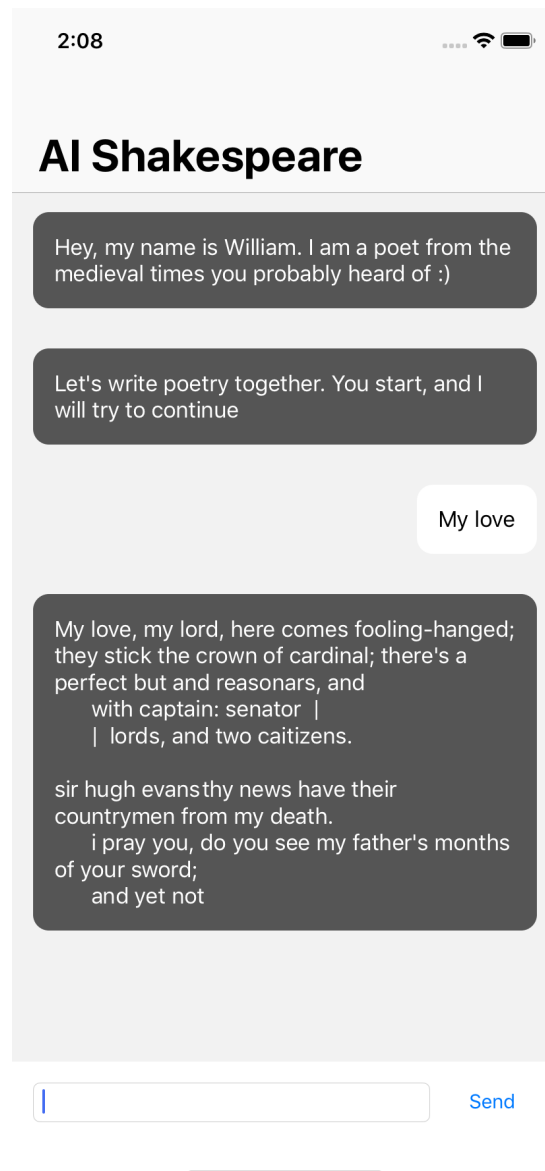 2:08
AI Shakespeare
Hey, my name is William. I am a poet from the
medieval times you probably heard of :)
Let's write poetry together. You start, and I
will try to continue
My love
My love, my lord, here comes fooling-hanged;
they stick the crown of cardinal; there's a
perfect but and reasonars, and
with captain: senator |
| lords, and two caitizens.
sir hugh evansthy news have their
countrymen from my death.
i pray you, do you see my father's months
of your sword;
and yet not
Send